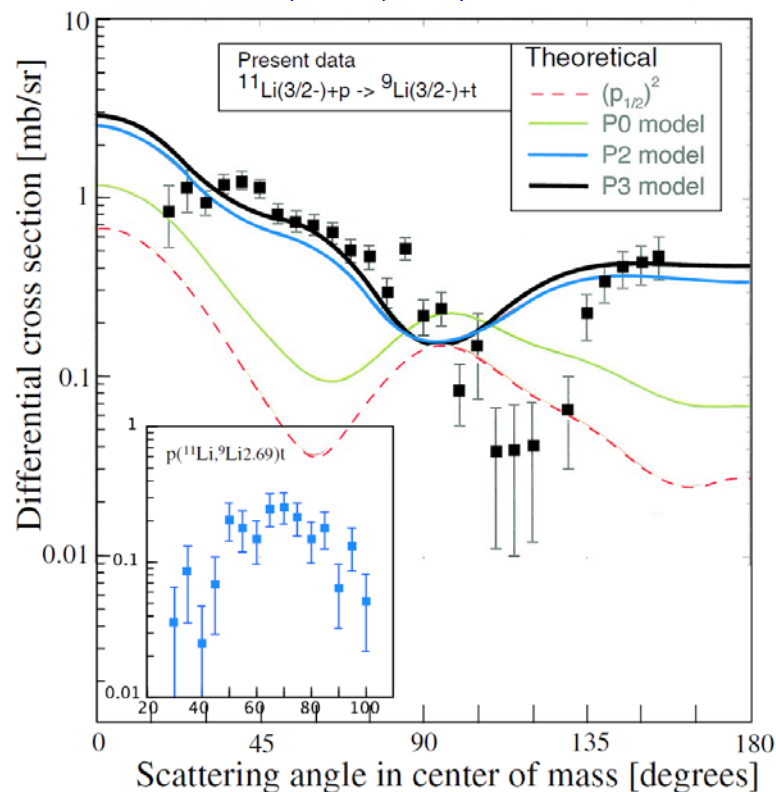 10
1
0.1
0.01
Differential cross section [mb/sr]
Present data
¹¹Li(3/2-)+p -> ⁹Li(3/2-)+t
Theoretical
(p₁/₂)²
P0 model
P2 model
P3 model
1
0.1
0.01
p(¹¹Li,⁹Li2.69)t
20 40 60 80 100
0 45 90 135 180
Scattering angle in center of mass [degrees]